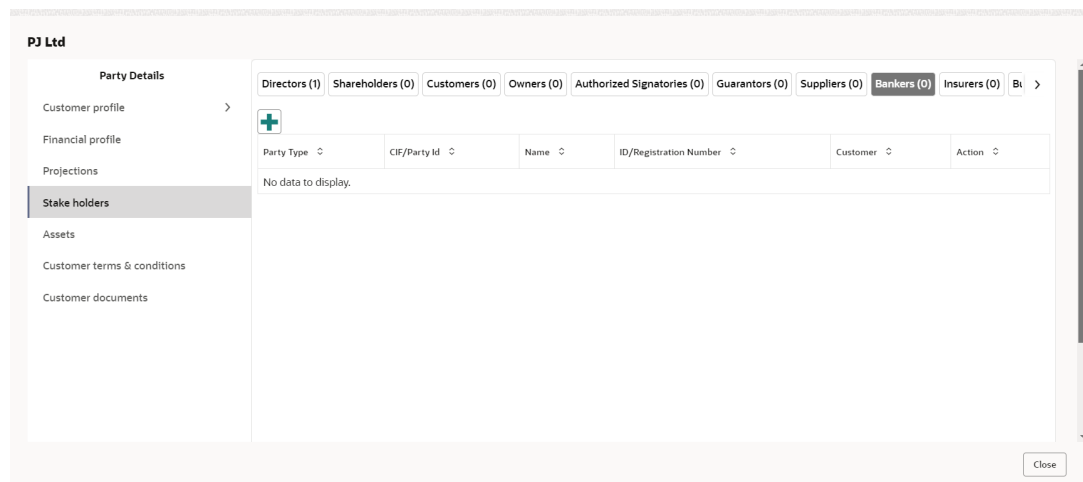 PJ Ltd
Party Details
Customer profile
Financial profile
Projections
Stake holders
Assets
Customer terms & conditions
Customer documents
Directors (1) Shareholders (0) Customers (0) Owners (0) Authorized Signatories (0) Guarantors (0) Suppliers (0) Bankers (0) Insurers (0)
Party Type CIF/Party Id Name ID/Registration Number Customer Action
No data to display.
Close